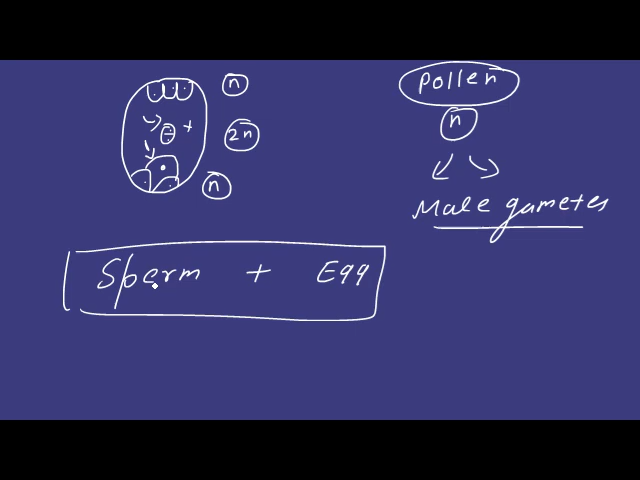 n
Pollen
n
2n
+
n
Male gametes
Sperm + Egg